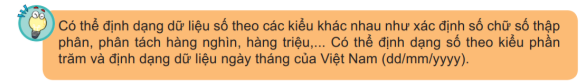 Có thể định dạng dữ liệu số theo các kiểu khác nhau như xác định số chữ số thập
phân, phân tách hàng nghìn, hàng triệu,... Có thể định dạng số theo kiểu phần
trăm và định dạng dữ liệu ngày tháng của Việt Nam (dd/mm/yyyy).